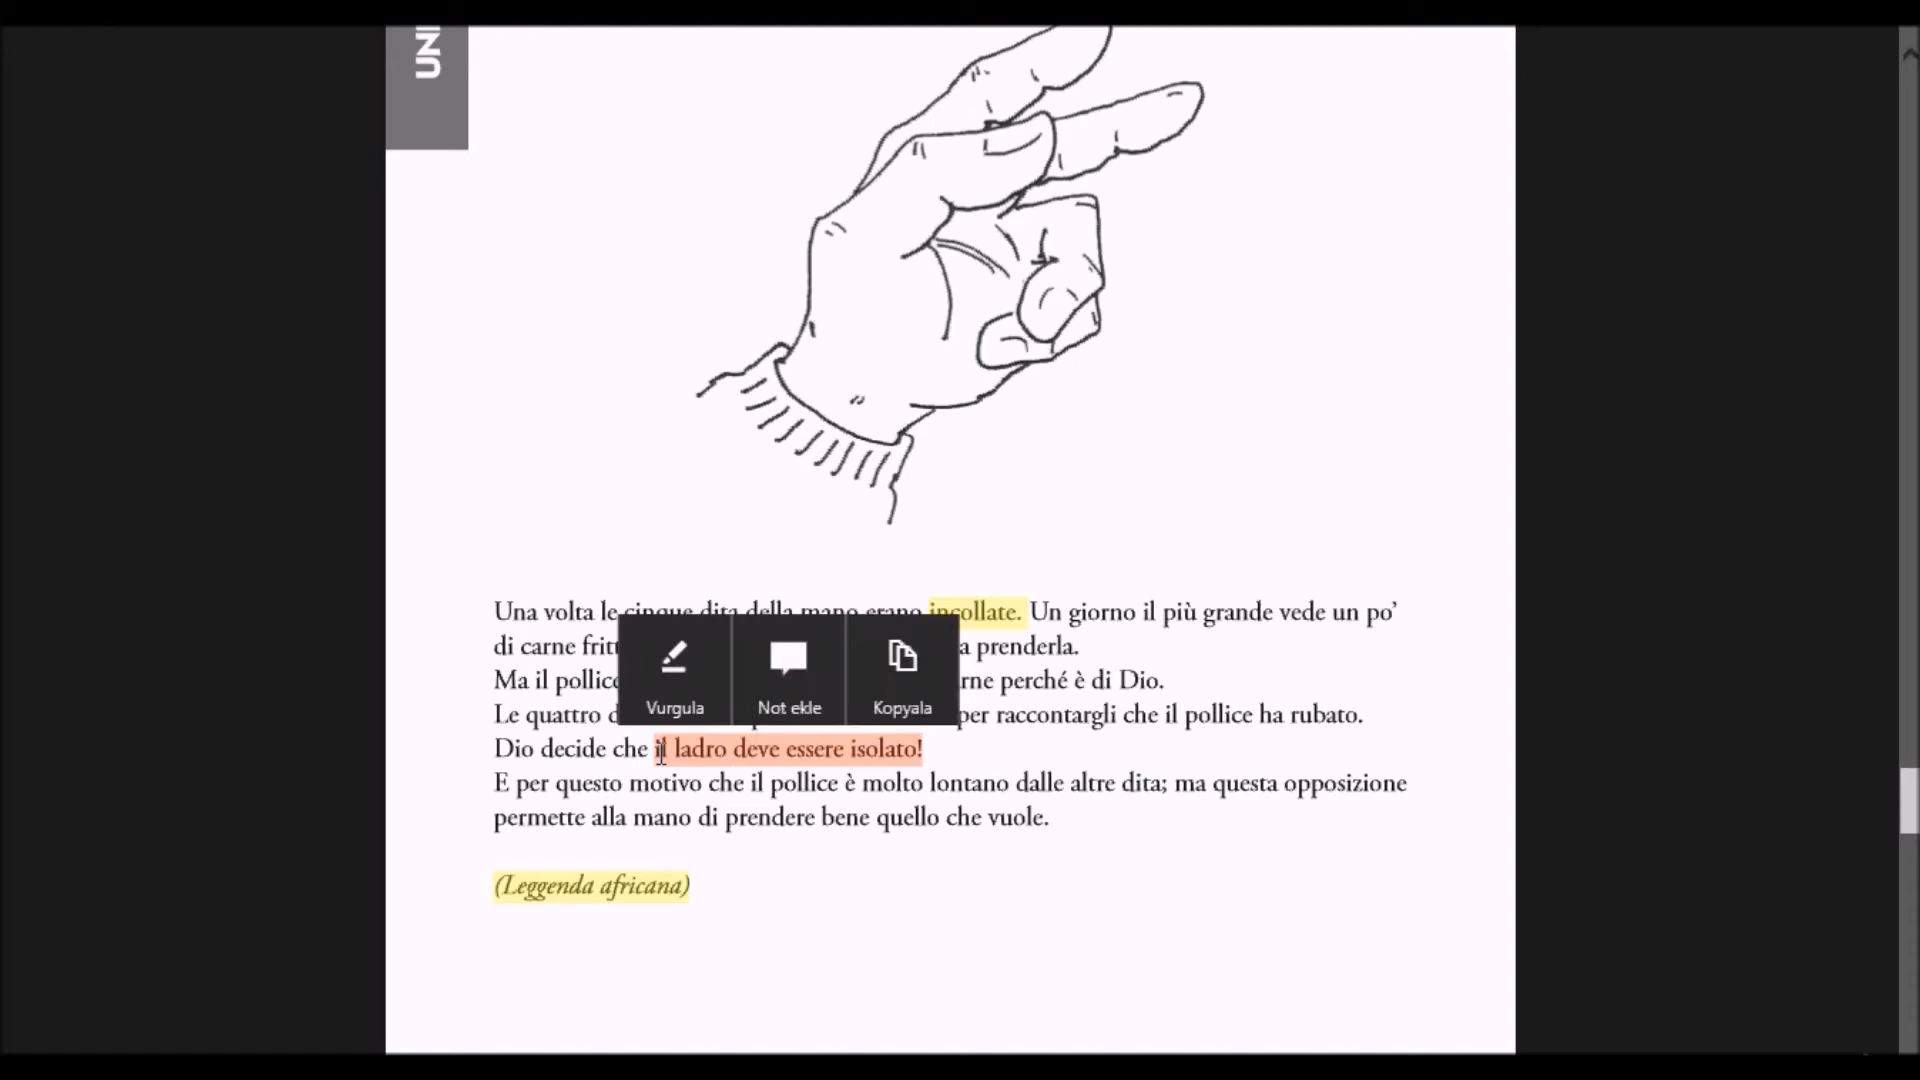 UNI
Una volta le cinque dita della mano erano incollate. Un giorno il più grande vede un po’
di carne a prenderla.
Ma il pollice perché è di Dio.
Le quattro per raccontargli che il pollice ha rubato.
Dio decide che il ladro deve essere isolato!
E per questo motivo che il pollice è molto lontano dalle altre dita; ma questa opposizione
permette alla mano di prendere bene quello che vuole.
(Leggenda africana)
Vurgula
Not ekle
Kopyala